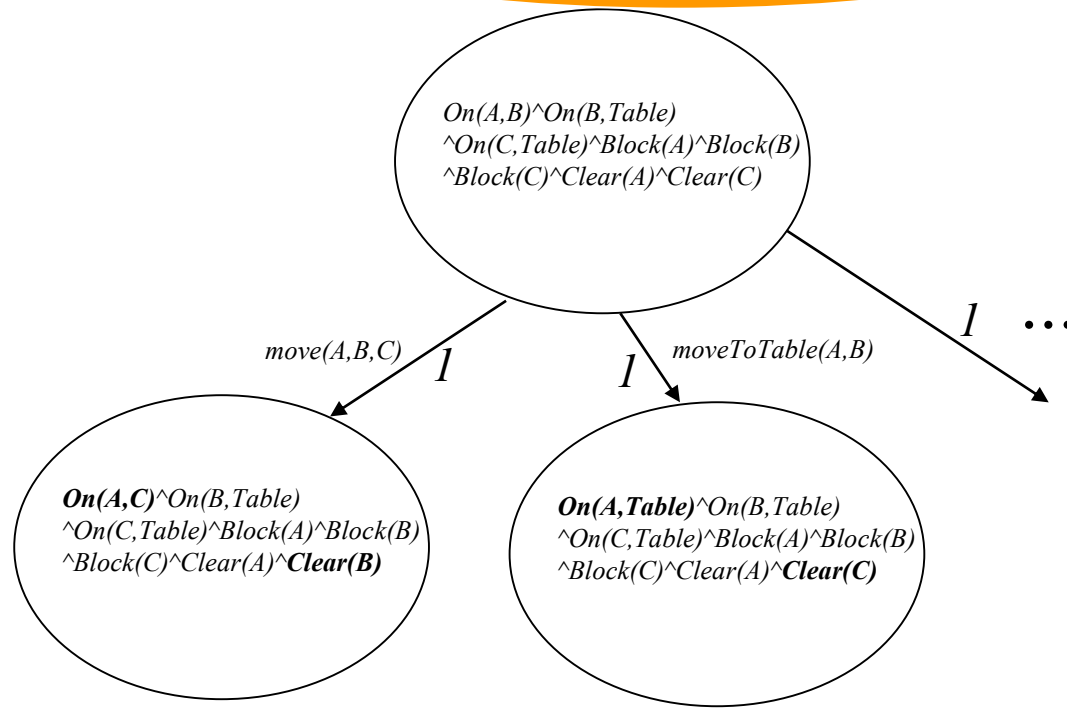 On(A,B)^On(B,Table)
^On(C,Table)^Block(A)^Block(B)
^Block(C)^Clear(A)^Clear(C)
1 ...
move(A,B,C) 1 1 moveToTable(A,B)
On(A,C)^On(B,Table)
^On(C,Table)^Block(A)^Block(B)
^Block(C)^Clear(A)^Clear(B)
On(A,Table)^On(B,Table)
^On(C,Table)^Block(A)^Block(B)
^Block(C)^Clear(A)^Clear(C)